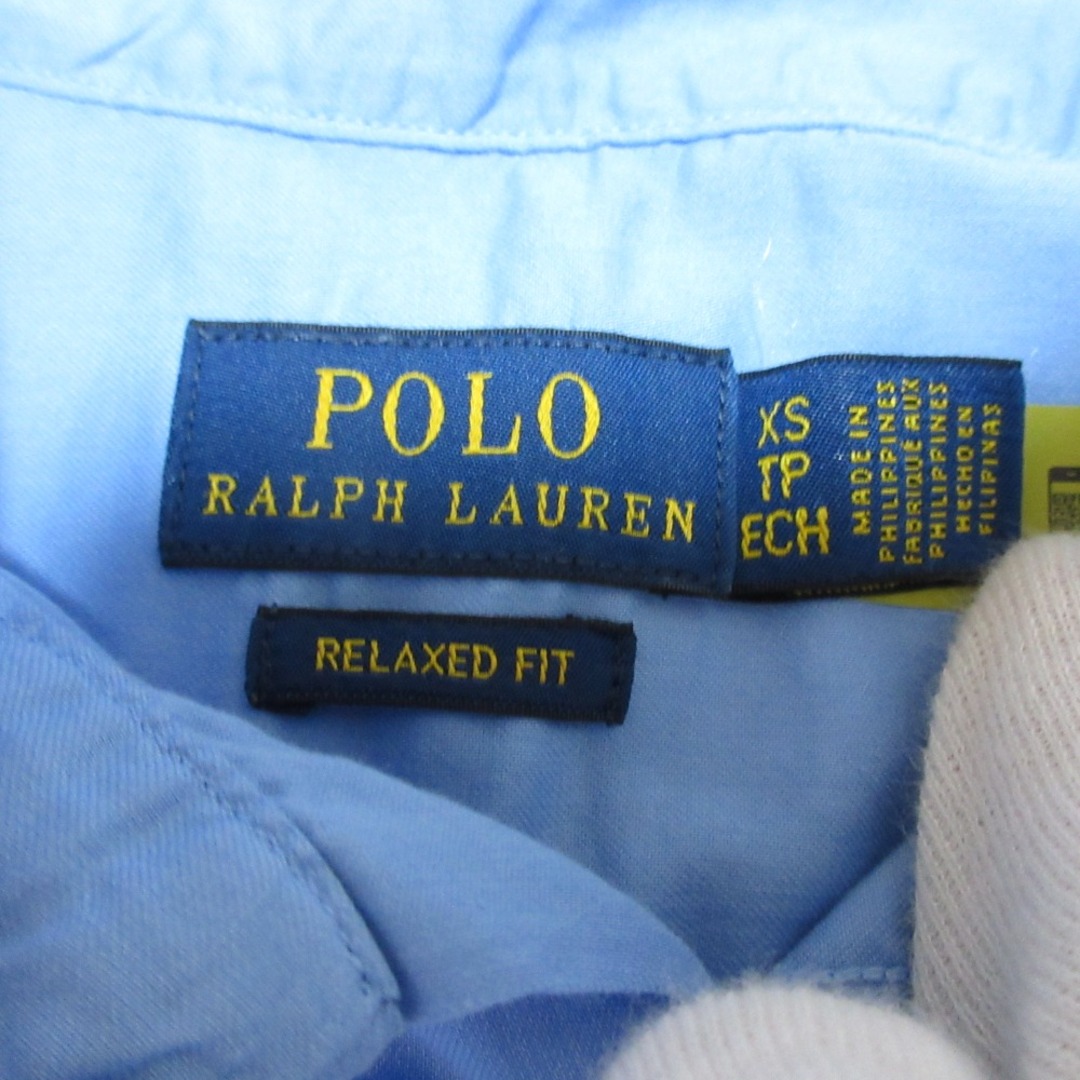 POLO
RALPH LAUREN
XS
TP
ECH
MADE IN
PHILIPPINES
FABRIQUÉ AUX
PHILIPPINES
HECHO EN
FILIPINAS
RELAXED FIT